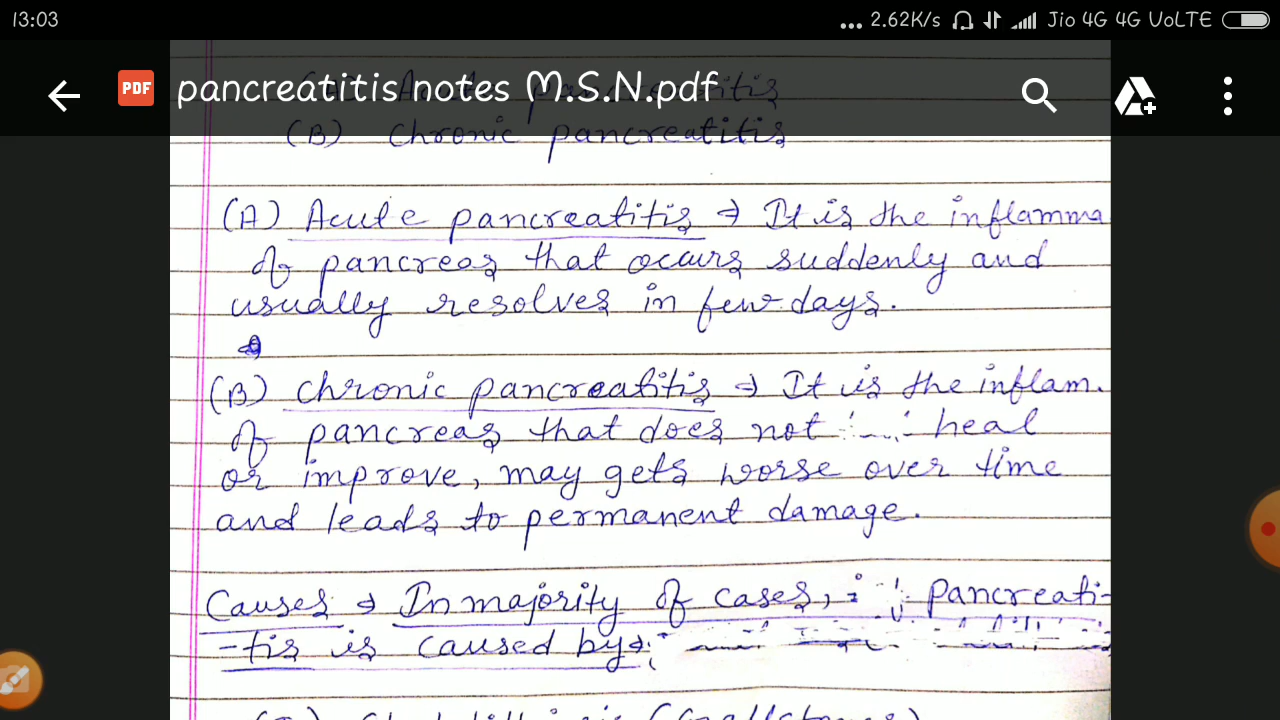 13:03 ... 2.62K/s Jio 4G 4G VoLTE
PDF pancreatitis notes M.S.N.pdf
(B) Chronic pancreatitis
(A) Acute pancreatitis → It is the inflamma
of pancreas that occurs suddenly and
usually resolves in few days.
(B) Chronic pancreatitis → It is the inflam.
of pancreas that does not heal
or improve, may gets worse over time
and leads to permanent damage.
Causes → In majority of cases, Pancreati-
-tis is caused by:
(Gallstones)